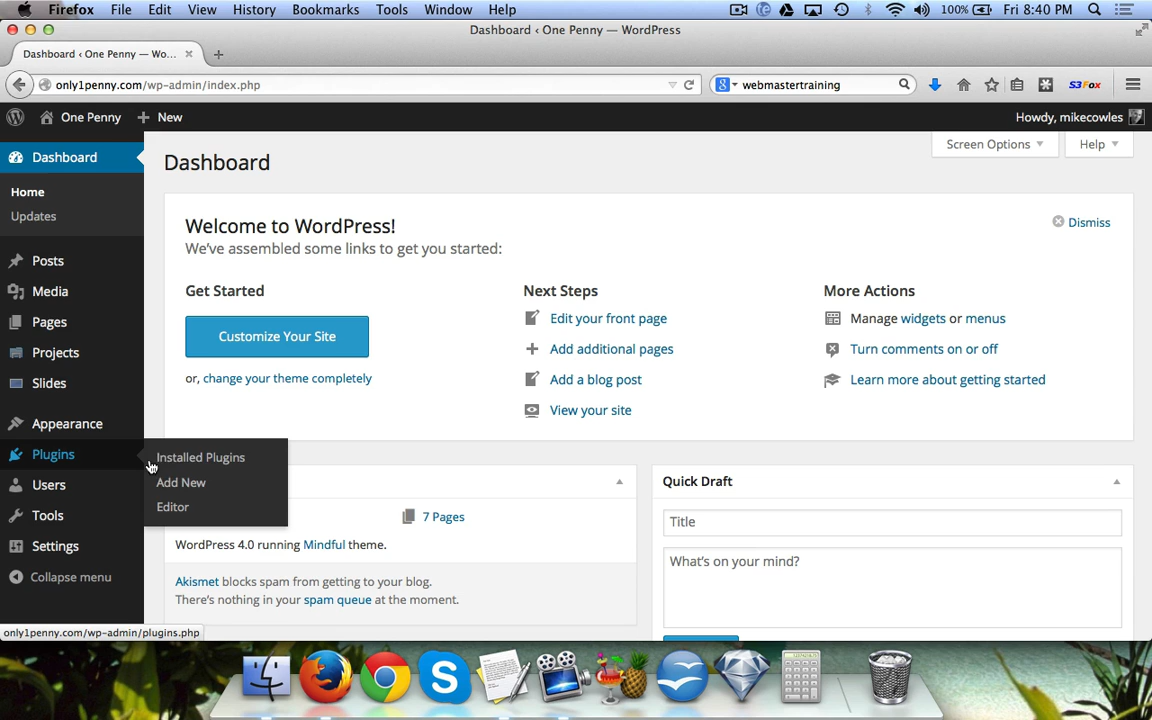 Firefox File Edit View History Bookmarks Tools Window Help 100% Fri 8:40 PM
Dashboard ‹ One Penny — WordPress
Dashboard ‹ One Penny — Wo...
only1penny.com/wp-admin/index.php
webmastertraining
S3Fox
One Penny
New
Howdy, mikecowles
Dashboard
Home
Updates
Posts
Media
Pages
Projects
Slides
Appearance
Plugins
Users
Tools
Settings
Collapse menu
Installed Plugins
Add New
Editor
only1penny.com/wp-admin/plugins.php
Screen Options
Help
Dashboard
Welcome to WordPress!
We've assembled some links to get you started:
Dismiss
Get Started
Customize Your Site
or, change your theme completely
Next Steps
Edit your front page
Add additional pages
Add a blog post
View your site
More Actions
Manage widgets or menus
Turn comments on or off
Learn more about getting started
7 Pages
WordPress 4.0 running Mindful theme.
Akismet blocks spam from getting to your blog.
There's nothing in your spam queue at the moment.
Quick Draft
Title
What's on your mind?